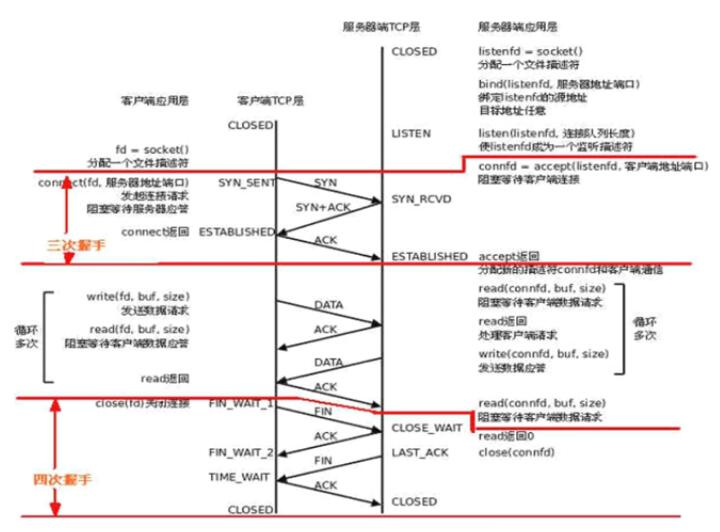 服务器端TCP层 服务器端应用层
CLOSED listenfd = socket()
分配一个文件描述符
bind(listenfd, 服务器地址端口)
绑定listenfd的源地址
目标地址任意
客户端应用层 客户端TCP层
CLOSED
LISTEN listen(listenfd, 连接队列长度)
使listenfd成为一个监听描述符
fd = socket()
分配一个文件描述符
connfd = accept(listenfd, 客户端地址端口)
阻塞等待客户端连接
connect(fd, 服务器地址端口) SYN_SENT SYN
发起连接请求
阻塞等待服务器应答
SYN_RCVD
SYN+ACK
connect返回 ESTABLISHED
ACK
三次握手
ESTABLISHED accept返回
分配新的描述符connfd和客户端通信
write(fd, buf, size)
发送数据请求
read(fd, buf, size)
阻塞等待客户端数据应答
read返回
循环
多次
DATA
ACK
DATA
ACK
read(connfd, buf, size)
阻塞等待客户端数据请求
read返回
处理客户端请求
write(connfd, buf, size)
发送数据应答
循环
多次
read(connfd, buf, size)
阻塞等待客户端数据请求
close(fd)关闭连接 FIN_WAIT_1 FIN
CLOSE_WAIT
read返回0
ACK
FIN_WAIT_2 LAST_ACK close(connfd)
FIN
四次握手 TIME_WAIT
ACK
CLOSED
CLOSED